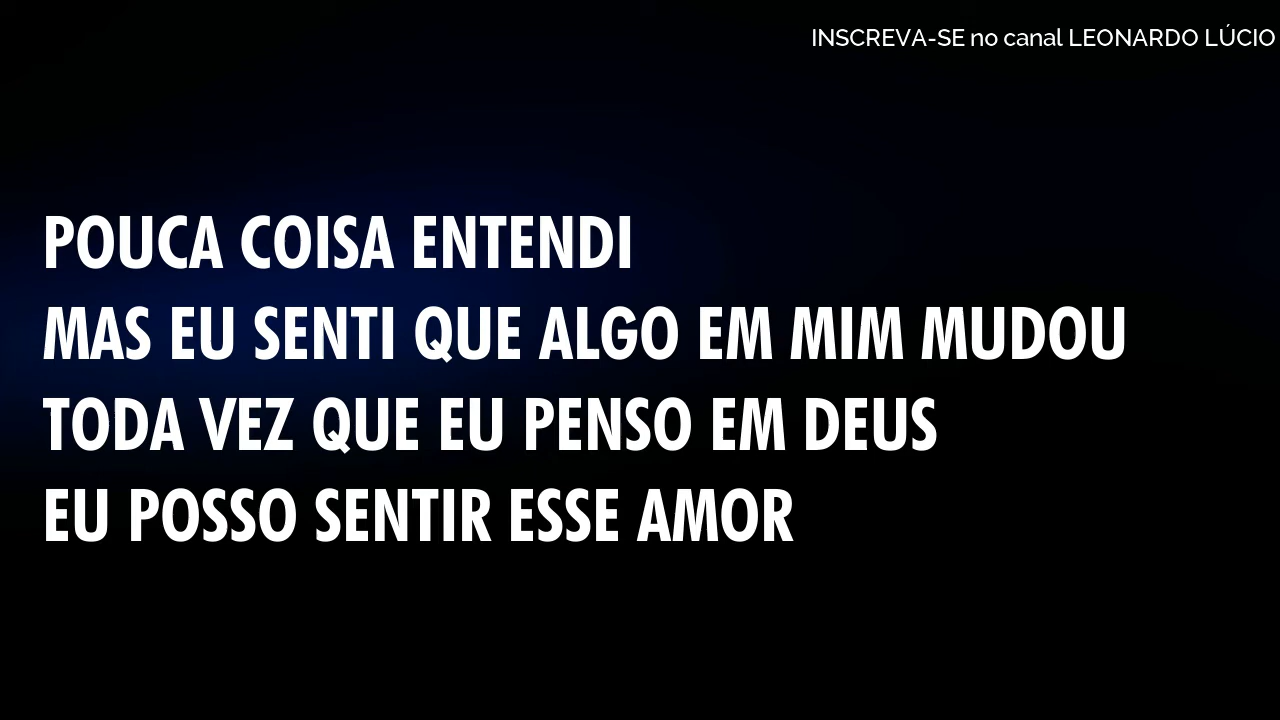 INSCREVA-SE no canal LEONARDO LÚCIO
POUCA COISA ENTENDI
MAS EU SENTI QUE ALGO EM MIM MUDOU
TODA VEZ QUE EU PENSO EM DEUS
EU POSSO SENTIR ESSE AMOR